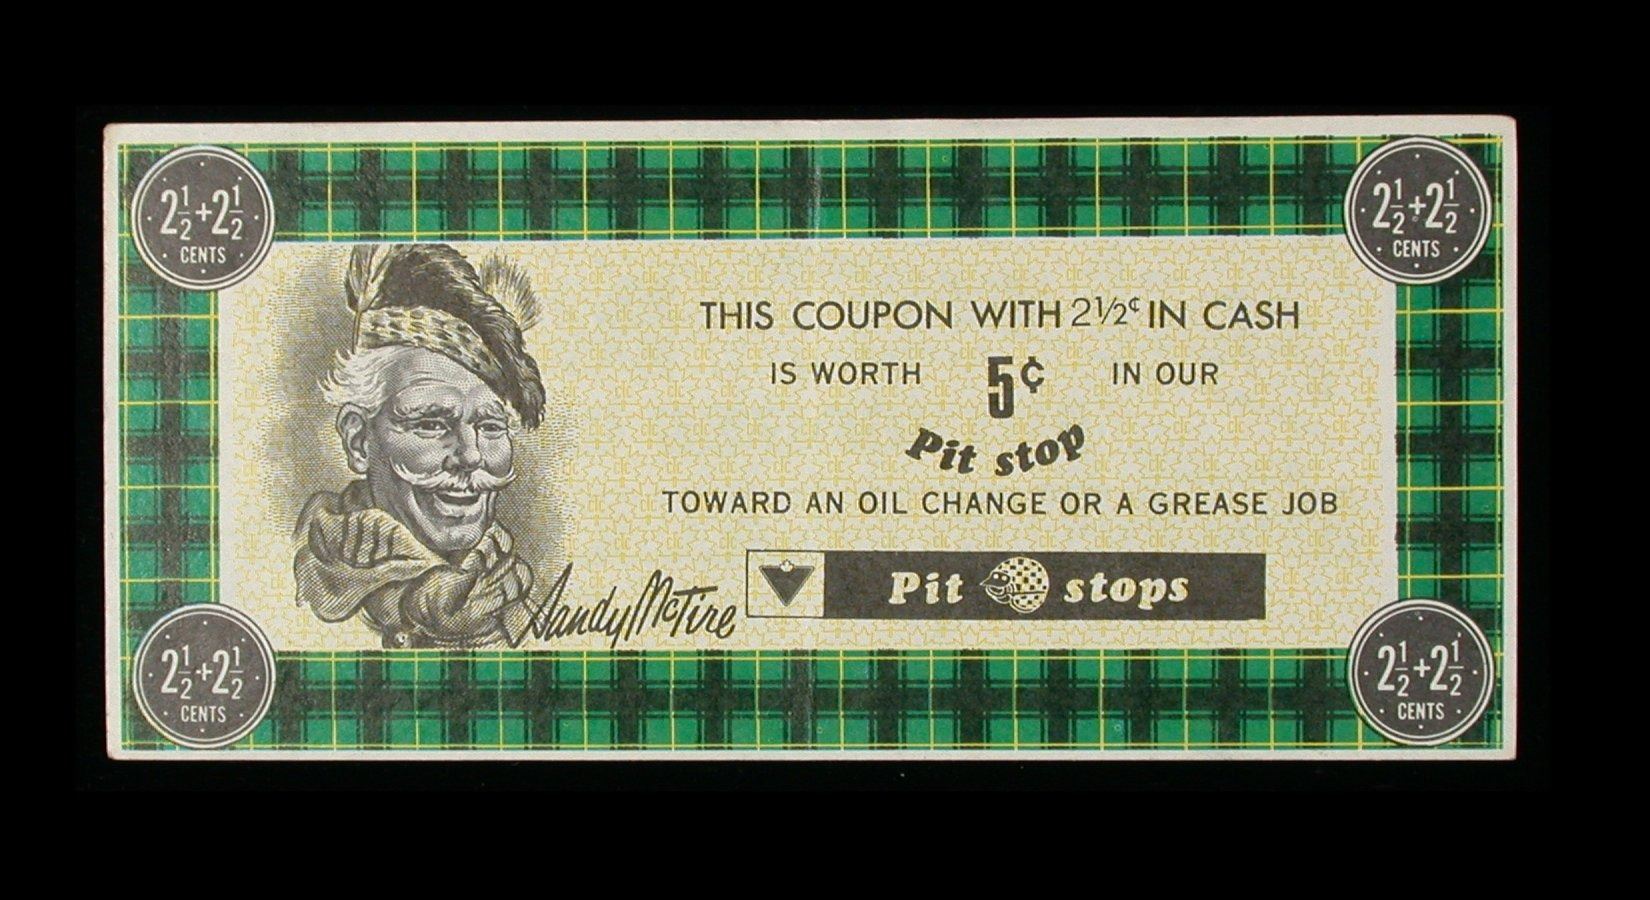 2½+2½
CENTS
2½+2½
CENTS
THIS COUPON WITH 2½¢ IN CASH
IS WORTH 5¢ IN OUR
Pit stop
TOWARD AN OIL CHANGE OR A GREASE JOB
Sandy McTire
Pit stops
2½+2½
CENTS
2½+2½
CENTS